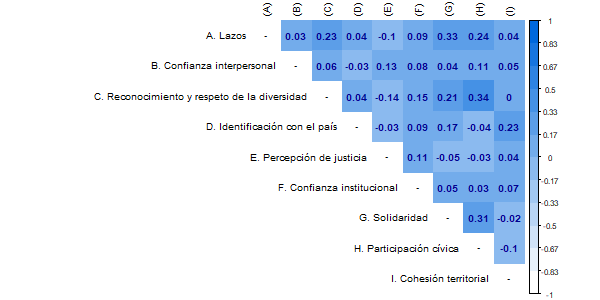 (A) (B) (C) (D) (E) (F) (G) (H) (I)
A. Lazos - 0.03 0.23 0.04 -0.1 0.09 0.33 0.24 0.04
B. Confianza interpersonal - 0.06 -0.03 0.13 0.08 0.04 0.11 0.05
C. Reconocimiento y respeto de la diversidad - 0.04 -0.14 0.15 0.21 0.34 0
D. Identificación con el país - -0.03 0.09 0.17 -0.04 0.23
E. Percepción de justicia - 0.11 -0.05 -0.03 0.04
F. Confianza institucional - 0.05 0.03 0.07
G. Solidaridad - 0.31 -0.02
H. Participación cívica - -0.1
I. Cohesión territorial -
1
0.83
0.67
0.5
0.33
0.17
0
-0.17
-0.33
-0.5
-0.67
-0.83
-1